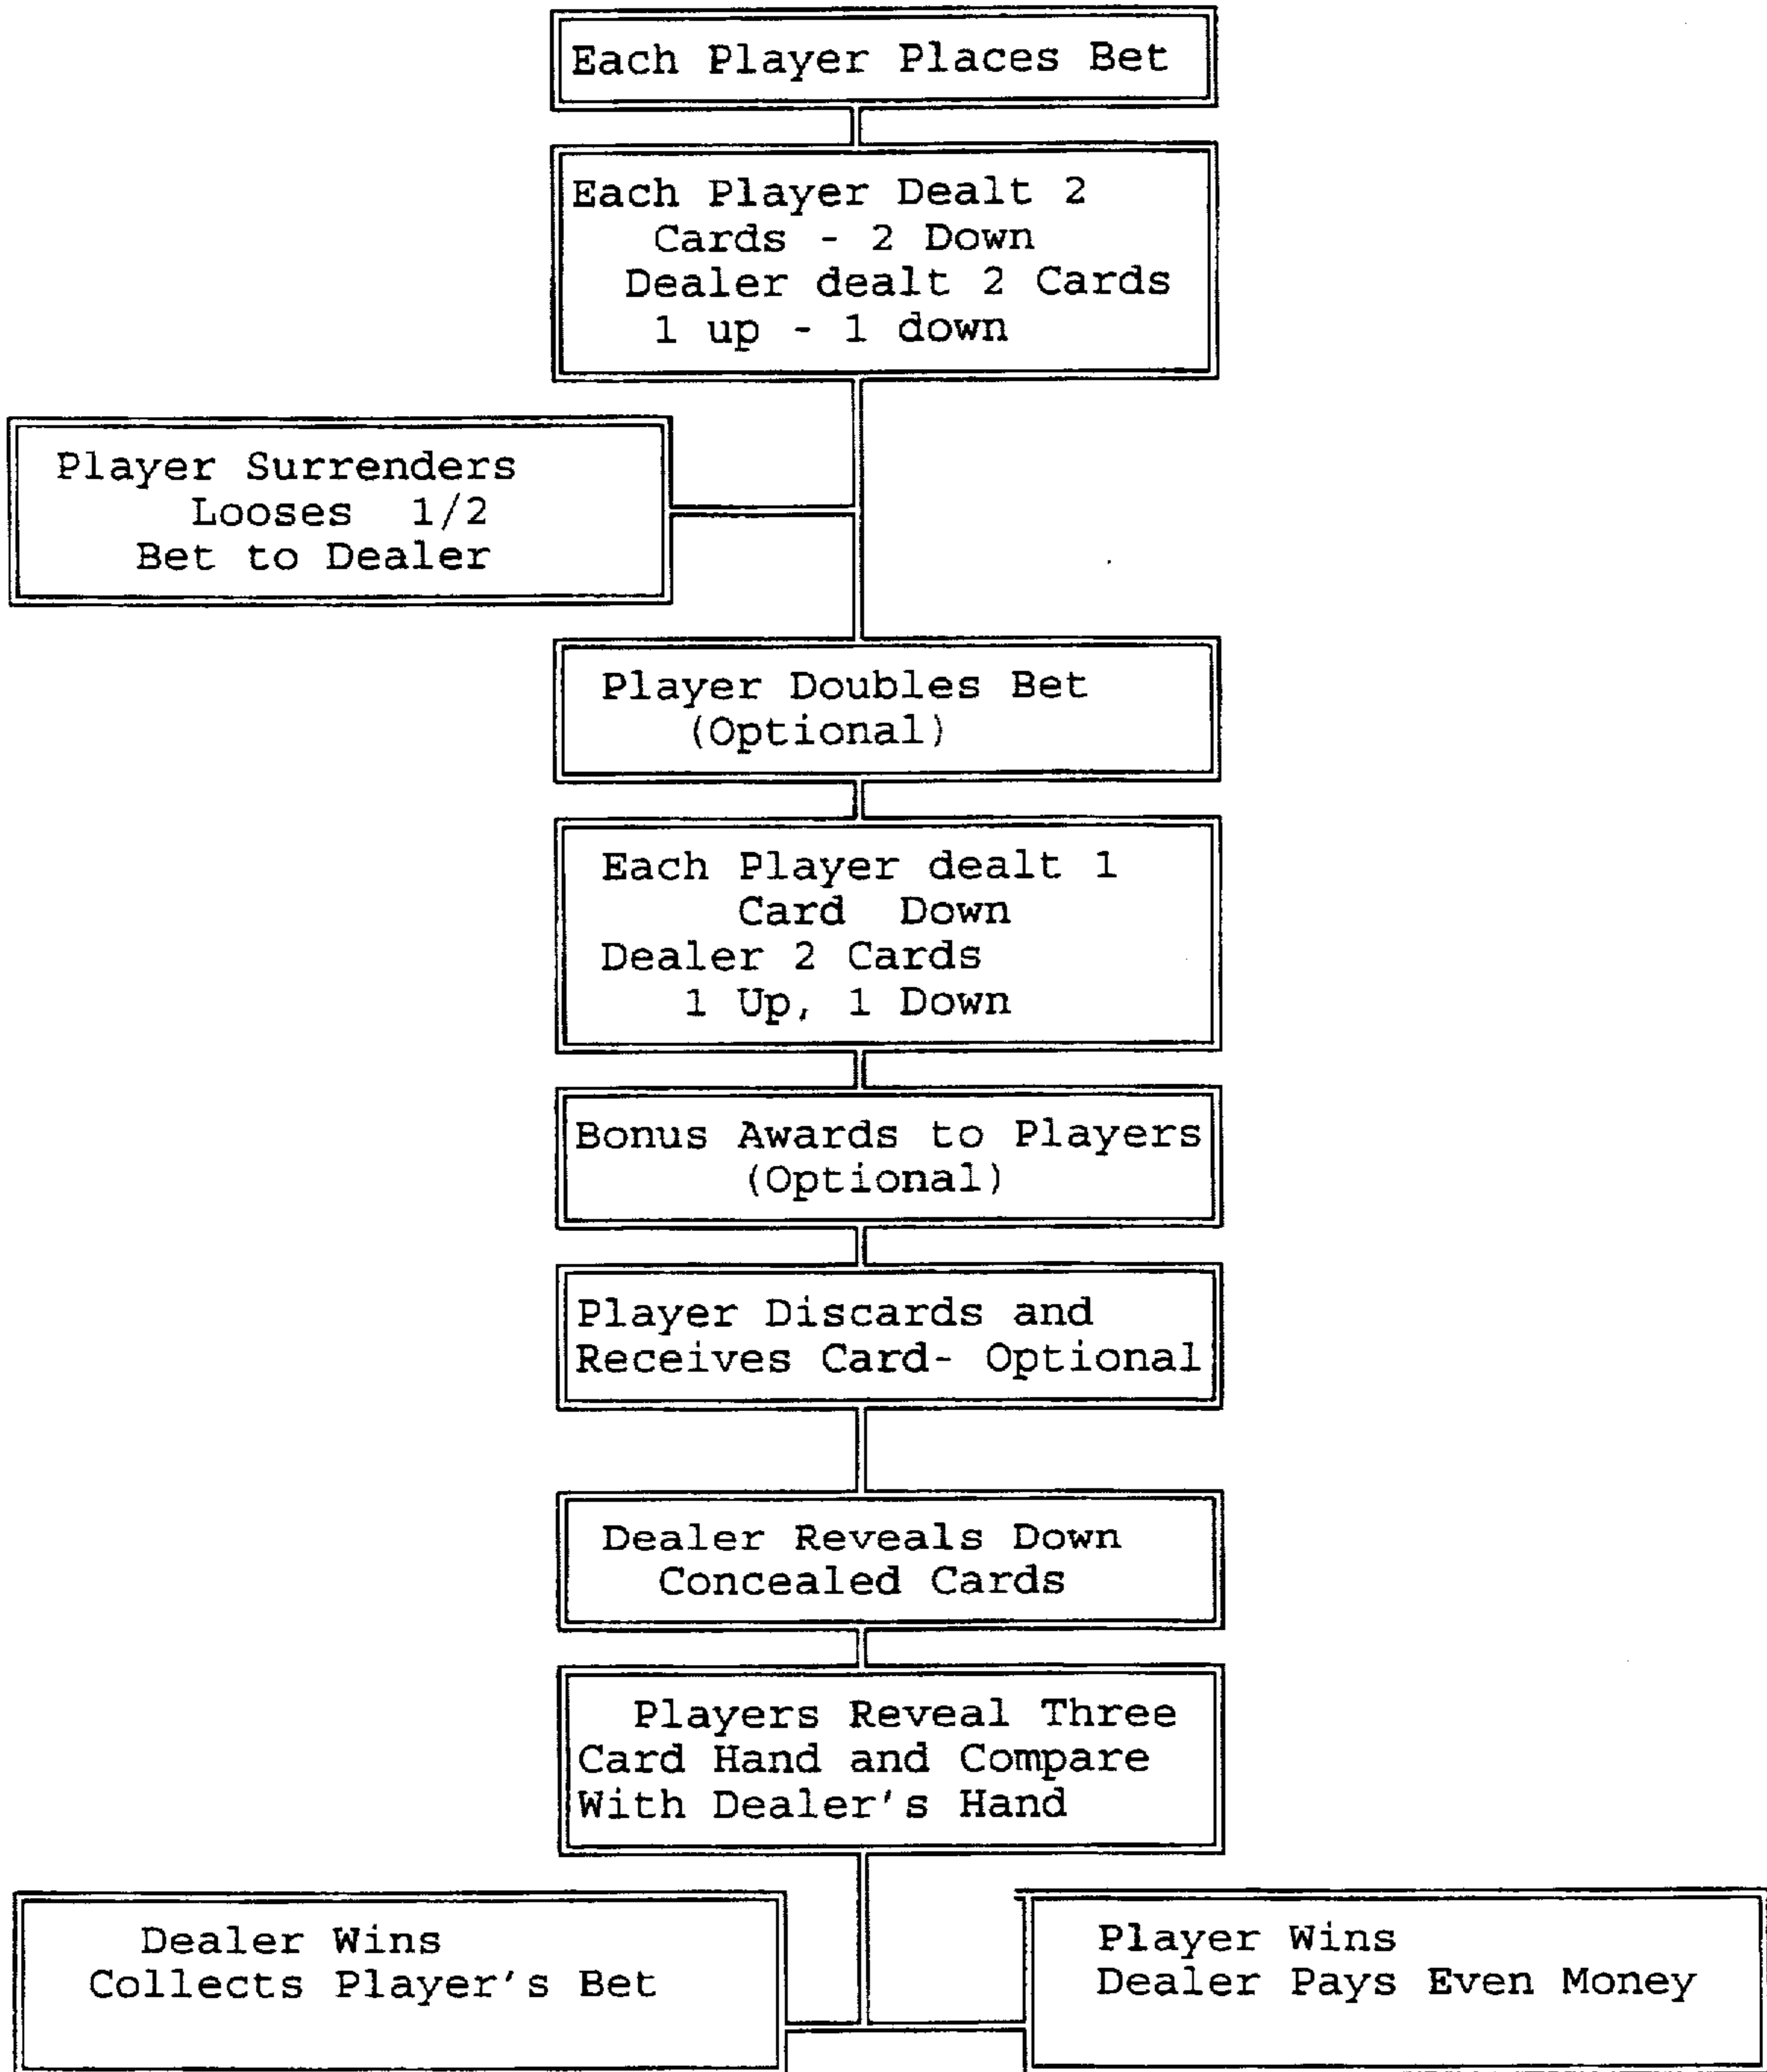 Each Player Places Bet
Each Player Dealt 2
Cards - 2 Down
Dealer dealt 2 Cards
1 up - 1 down
Player Surrenders
Looses 1/2
Bet to Dealer
Player Doubles Bet
(Optional)
Each Player dealt 1
Card Down
Dealer 2 Cards
1 Up, 1 Down
Bonus Awards to Players
(Optional)
Player Discards and
Receives Card- Optional
Dealer Reveals Down
Concealed Cards
Players Reveal Three
Card Hand and Compare
With Dealer's Hand
Dealer Wins
Collects Player's Bet
Player Wins
Dealer Pays Even Money